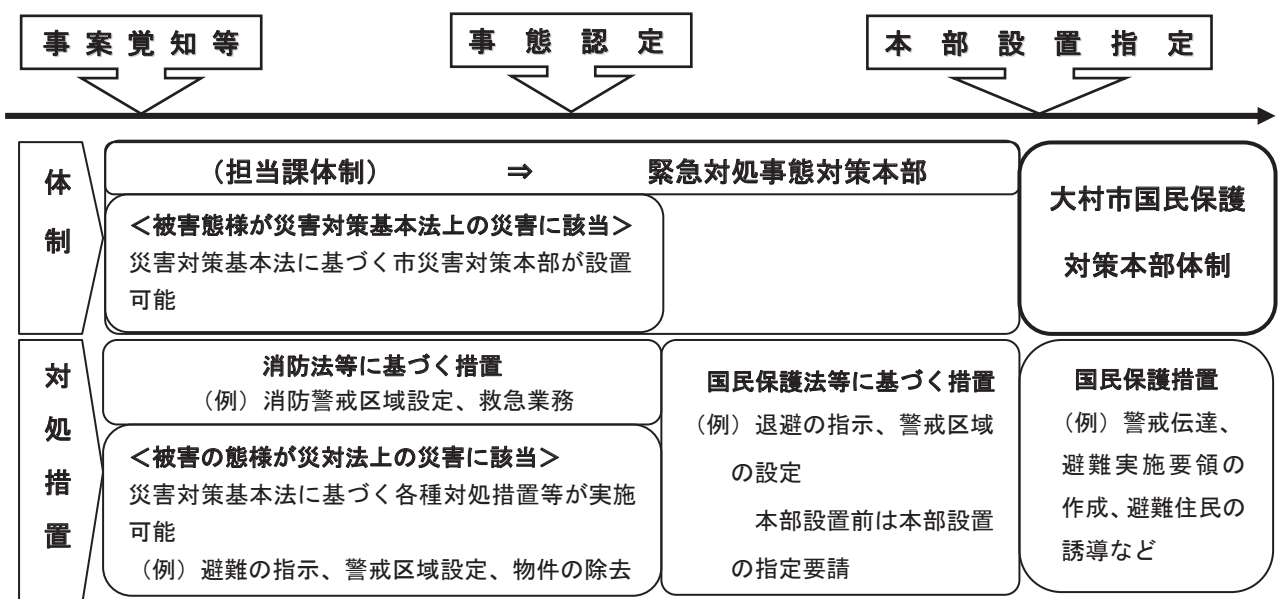 事案覚知等
事態認定
本部設置指定
体制
(担当課体制) ⇒ 緊急対処事態対策本部
<被害態様が災害対策基本法上の災害に該当>
災害対策基本法に基づく市災害対策本部が設置
可能
大村市国民保護
対策本部体制
対処措置
消防法等に基づく措置
(例)消防警戒区域設定、救急業務
<被害の態様が災対法上の災害に該当>
災害対策基本法に基づく各種対処措置等が実施
可能
(例)避難の指示、警戒区域設定、物件の除去
国民保護法等に基づく措置
(例)退避の指示、警戒区域
の設定
本部設置前は本部設置
の指定要請
国民保護措置
(例)警戒伝達、
避難実施要領の
作成、避難住民の
誘導など